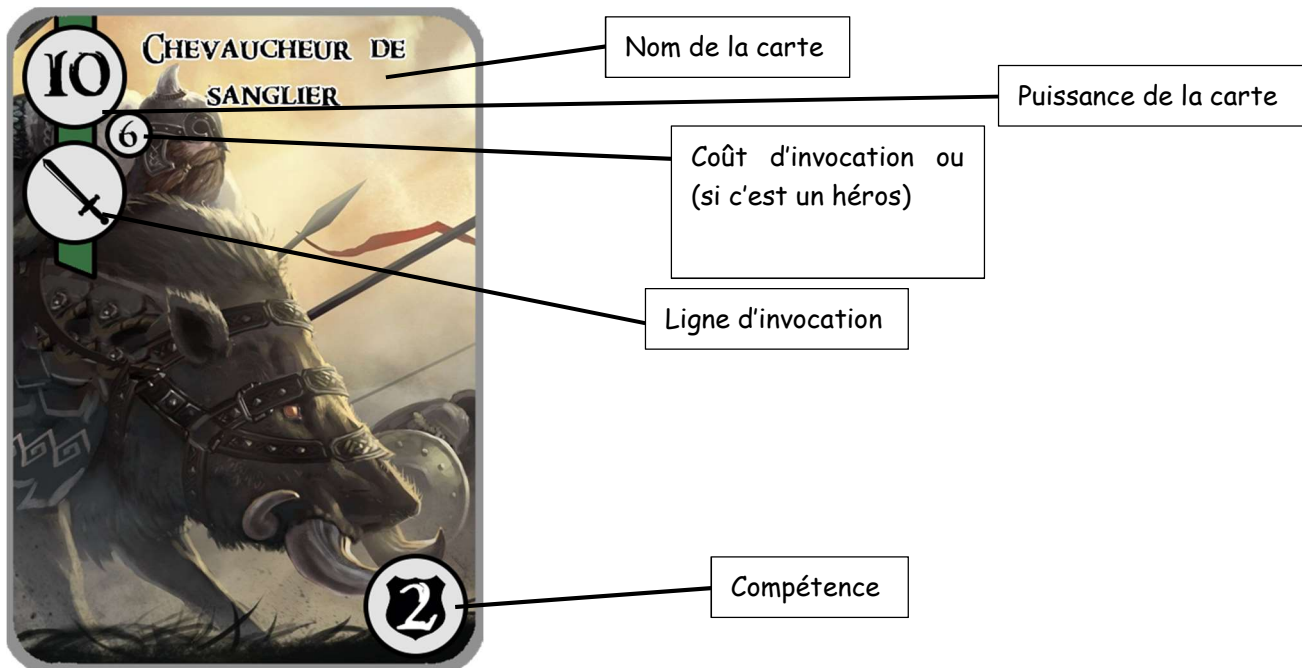 10
CHEVAUCHEUR DE
SANGLIER
6
2
Nom de la carte
Puissance de la carte
Coût d'invocation ou
(si c'est un héros)
Ligne d'invocation
Compétence